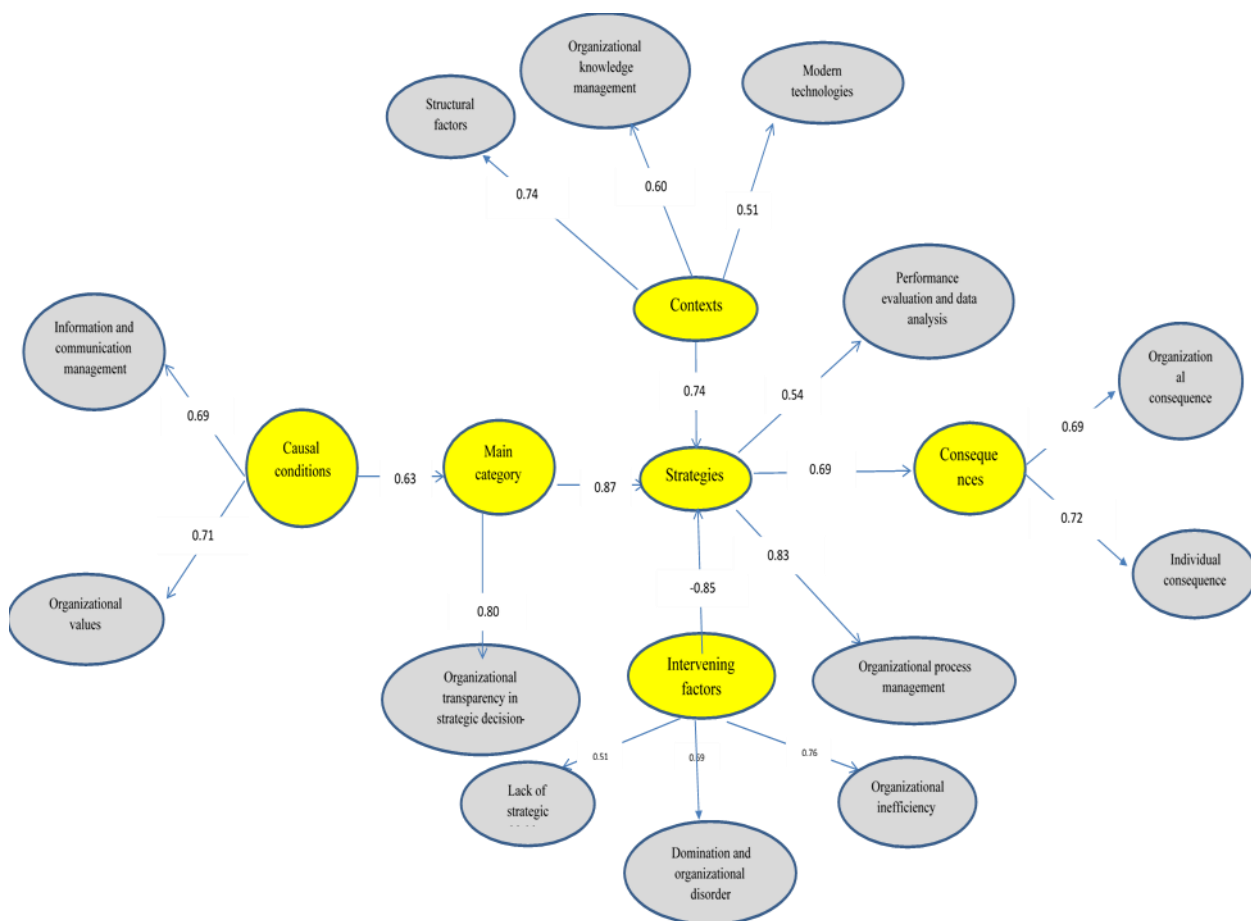 Organizational
knowledge
management
Modern
technologies
Structural
factors
0.74
0.60
0.51
Contexts
Performance
evaluation and data
analysis
Information and
communication
management
Organization
al
consequence
0.69
0.74
0.54
0.69
Causal
conditions
Main
category
Strategies
Conseque
nces
0.63
0.87
0.69
0.71
0.72
0.83
-0.85
Individual
consequence
Organizational
values
0.80
Organizational
transparency in
strategic decision-
Intervening
factors
Organizational process
management
0.51
0.76
Lack of
strategic
Organizational
inefficiency
Domination and
organizational
disorder